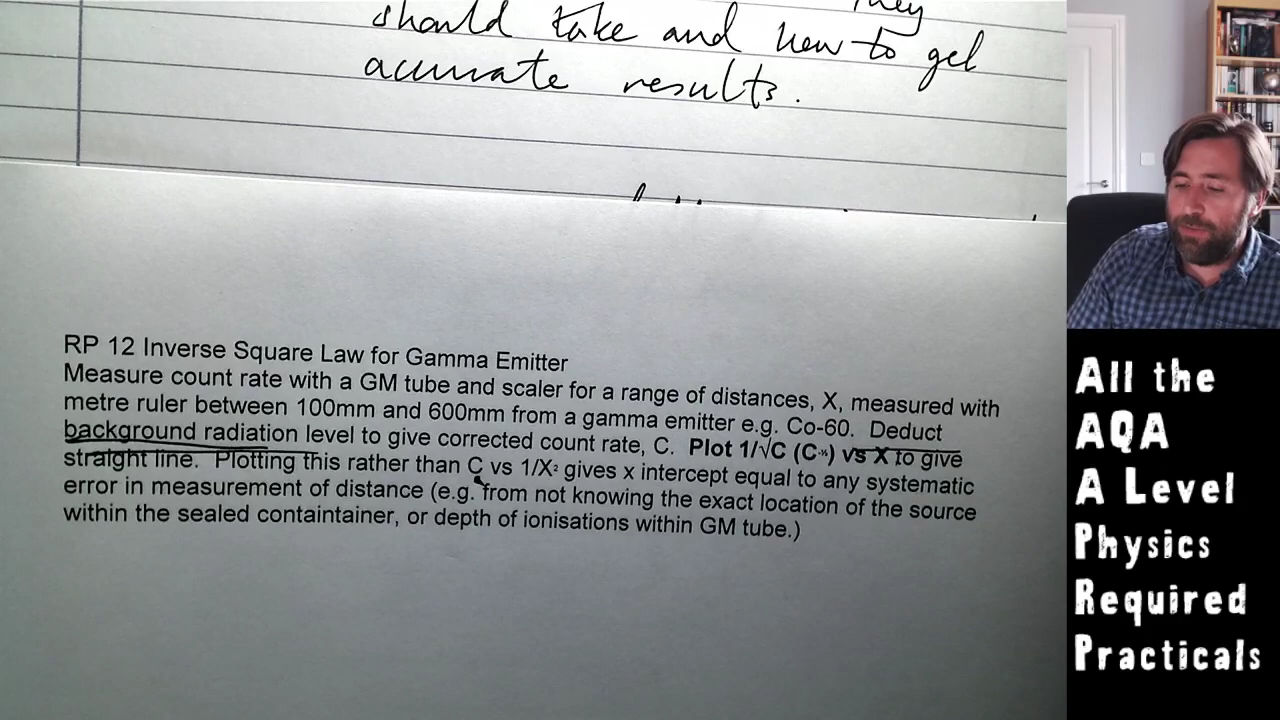 They
should take and how to get
accurate results.
RP 12 Inverse Square Law for Gamma Emitter
Measure count rate with a GM tube and scaler for a range of distances, X, measured with
metre ruler between 100mm and 600mm from a gamma emitter e.g. Co-60. Deduct
background radiation level to give corrected count rate, C. Plot 1/√C (C⁻½) vs X to give
straight line. Plotting this rather than C vs 1/X² gives x intercept equal to any systematic
error in measurement of distance (e.g. from not knowing the exact location of the source
within the sealed containtainer, or depth of ionisations within GM tube.)
All the
AQA
A Level
Physics
Required
Practicals